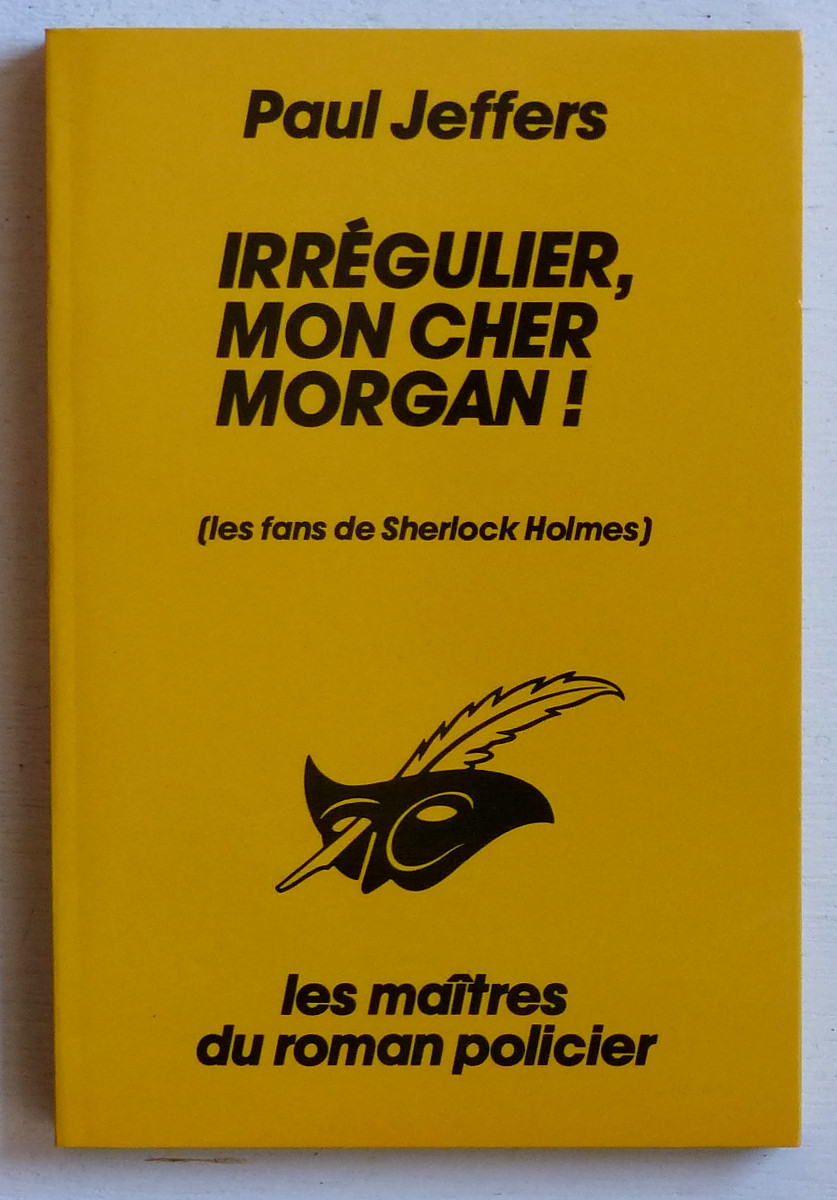 Paul Jeffers
IRRÉGULIER,
MON CHER
MORGAN !
(les fans de Sherlock Holmes)
les maîtres
du roman policier